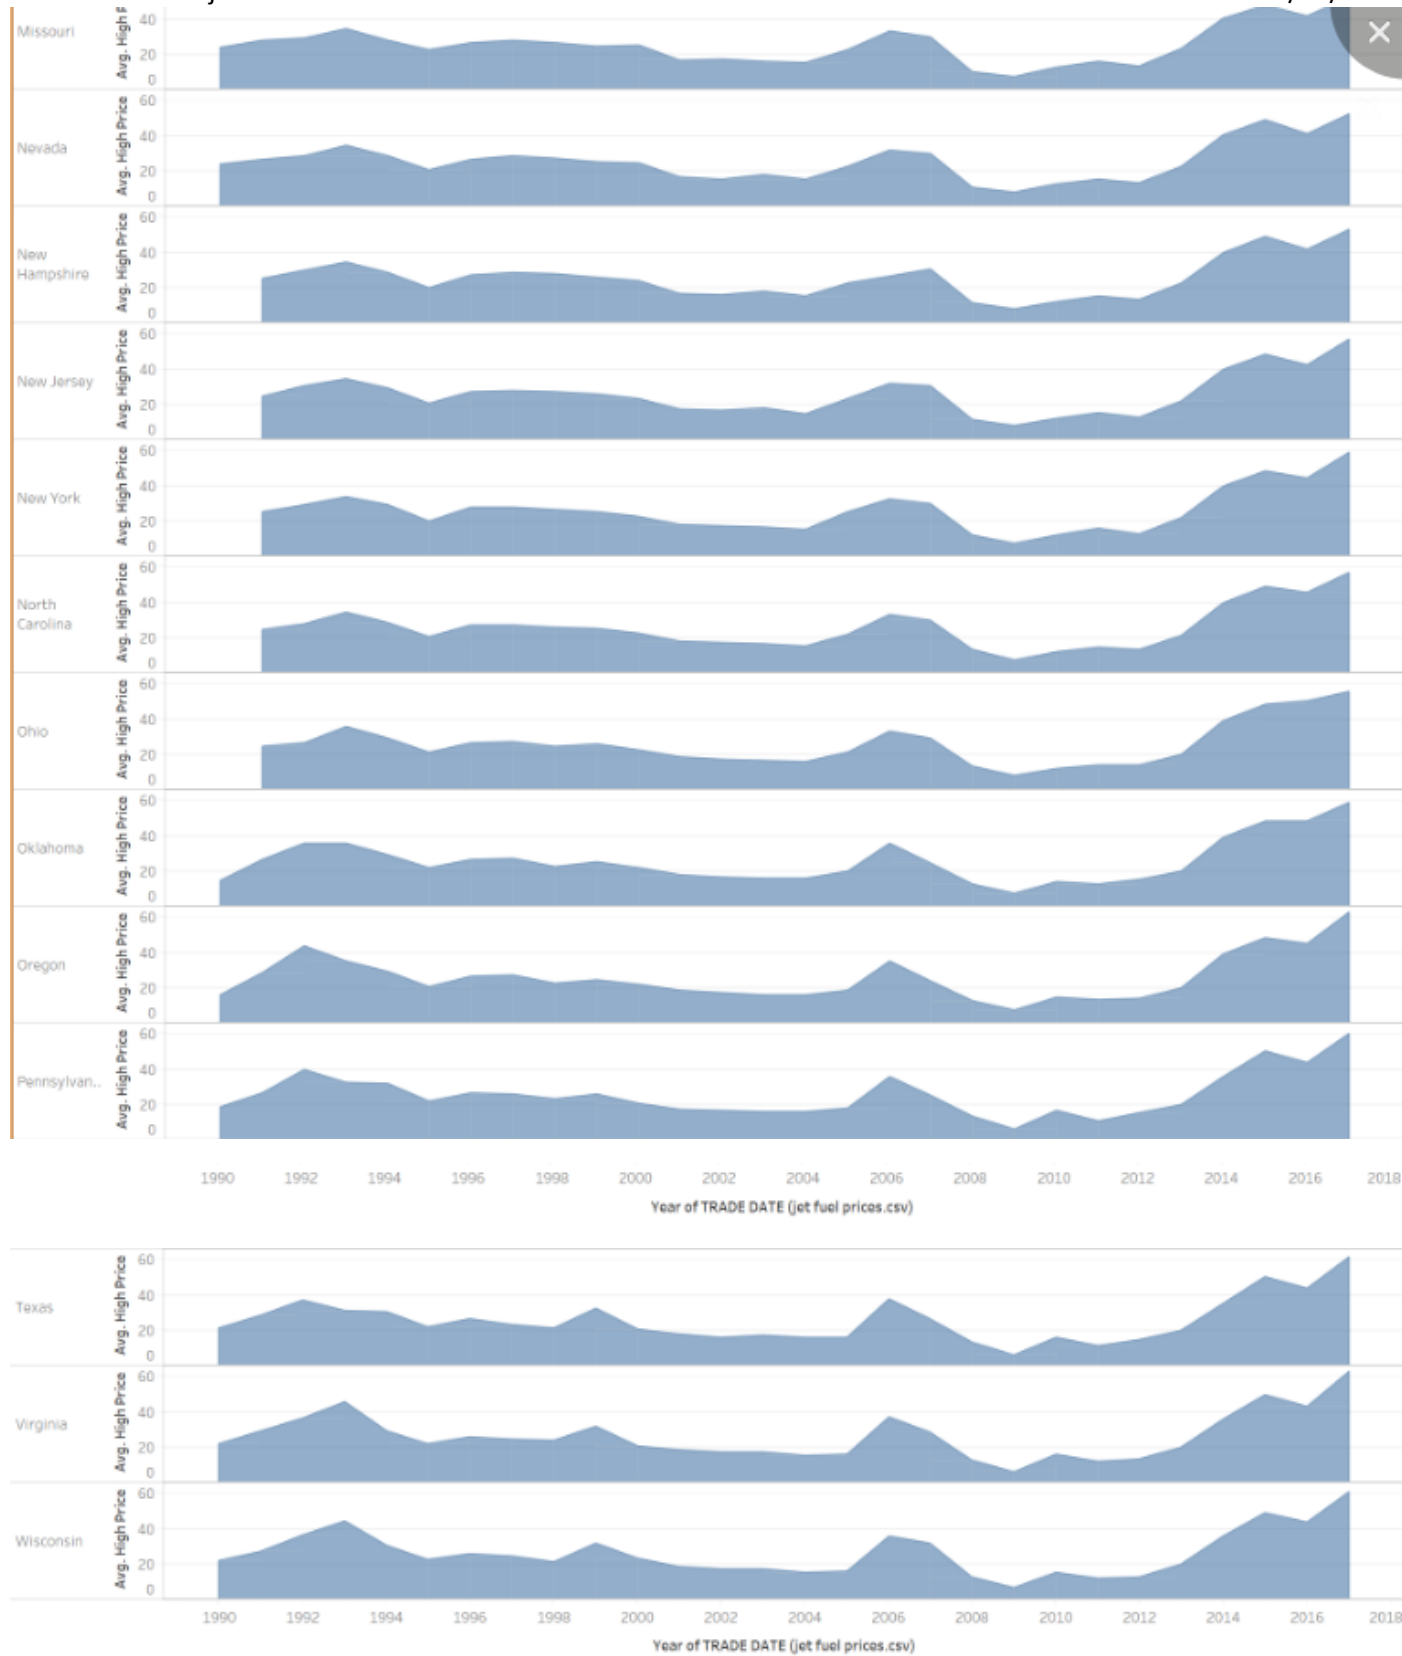 Missouri
Avg. High P
40
20
0
Nevada
Avg. High Price
60
40
20
0
New
Hampshire
Avg. High Price
60
40
20
0
New Jersey
Avg. High Price
60
40
20
0
New York
Avg. High Price
60
40
20
0
North
Carolina
Avg. High Price
60
40
20
0
Ohio
Avg. High Price
60
40
20
0
Oklahoma
Avg. High Price
60
40
20
0
Oregon
Avg. High Price
60
40
20
0
Pennsylvan..
Avg. High Price
60
40
20
0
1990 1992 1994 1996 1998 2000 2002 2004 2006 2008 2010 2012 2014 2016 2018
Year of TRADE DATE (jet fuel prices.csv)
Texas
Avg. High Price
60
40
20
0
Virginia
Avg. High Price
60
40
20
0
Wisconsin
Avg. High Price
60
40
20
0
1990 1992 1994 1996 1998 2000 2002 2004 2006 2008 2010 2012 2014 2016 2018
Year of TRADE DATE (jet fuel prices.csv)